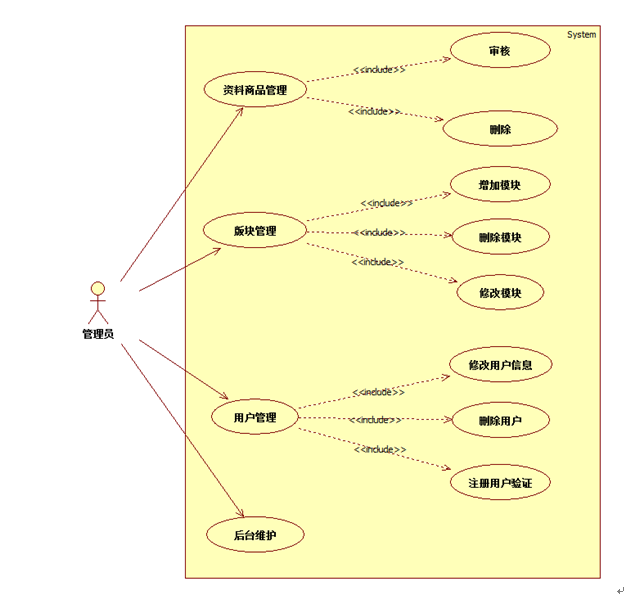 System
审核
<<include>>
资料商品管理
<<include>>
删除
增加模块
<<include>>
版块管理
<<include>>
删除模块
<<include>>
修改模块
管理员
修改用户信息
<<include>>
用户管理
<<include>>
删除用户
<<include>>
注册用户验证
后台维护